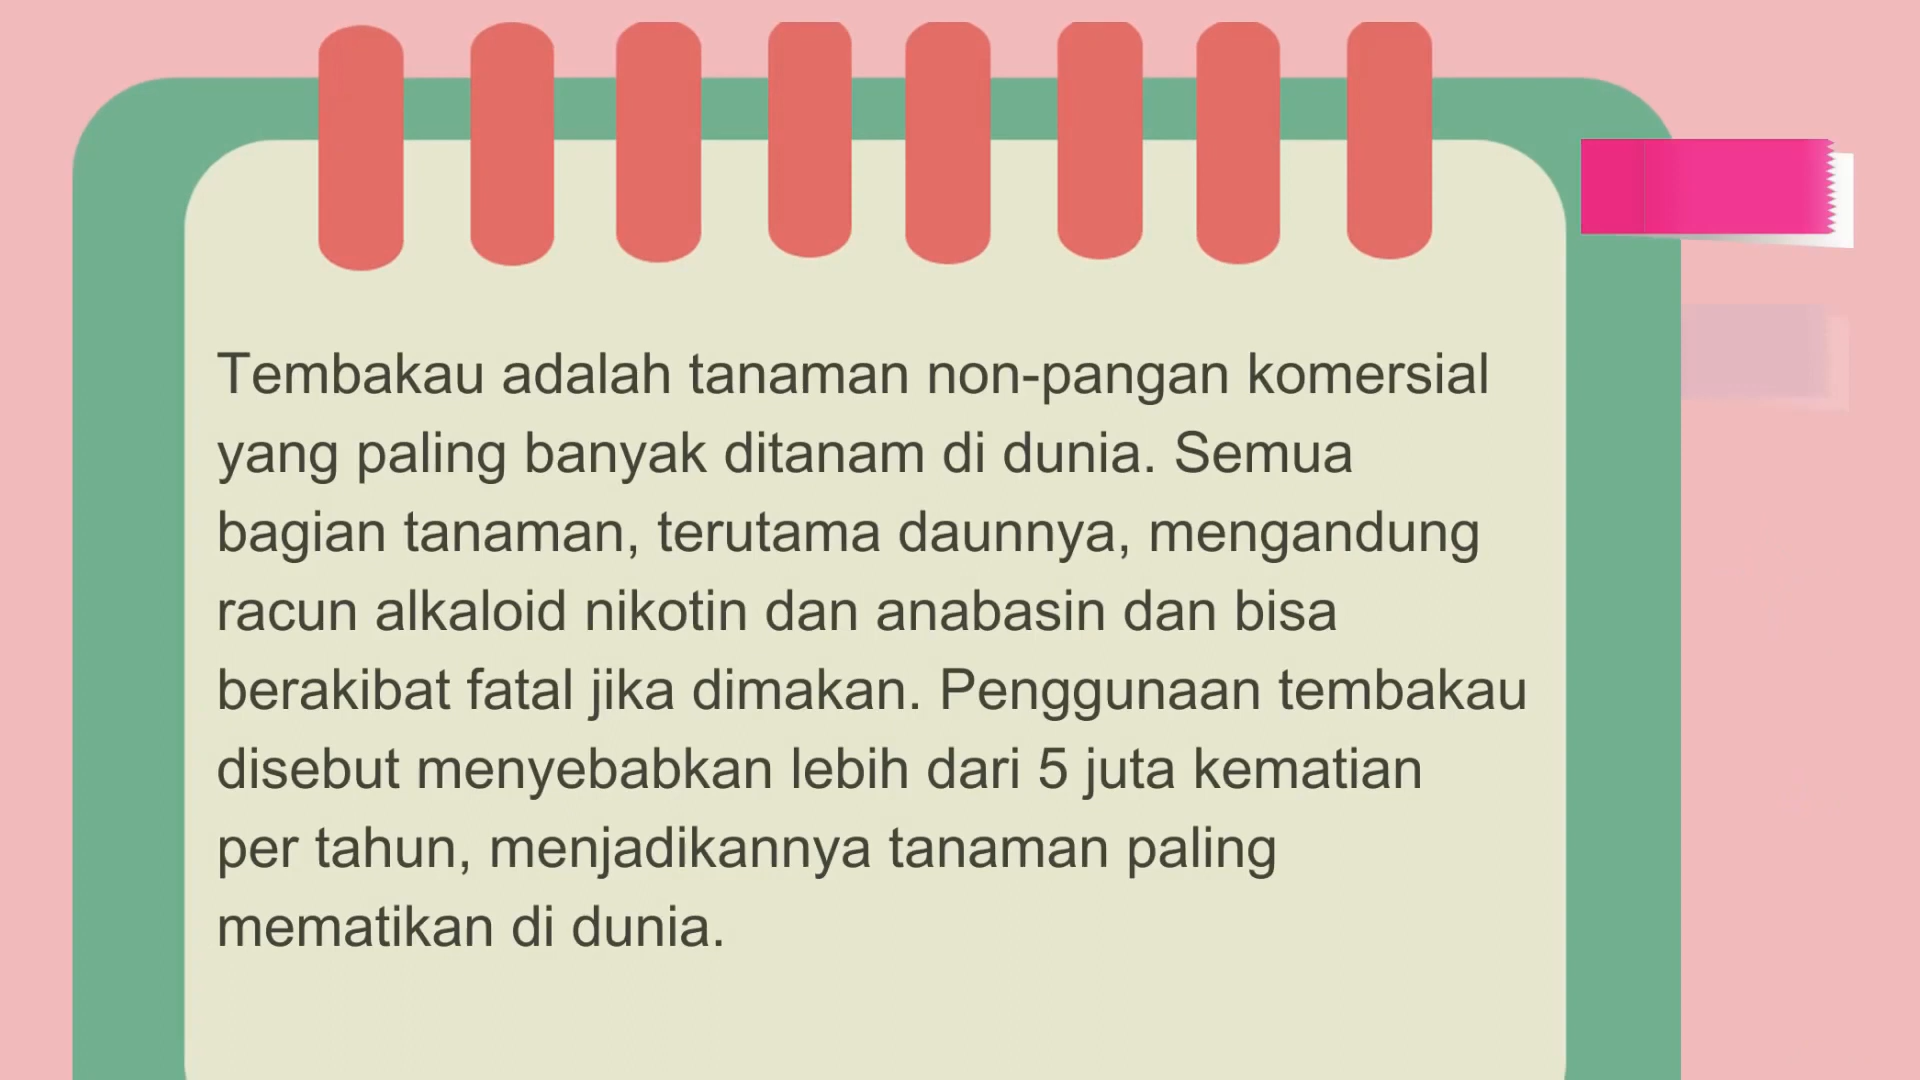 Tembakau adalah tanaman non-pangan komersial
yang paling banyak ditanam di dunia. Semua
bagian tanaman, terutama daunnya, mengandung
racun alkaloid nikotin dan anabasin dan bisa
berakibat fatal jika dimakan. Penggunaan tembakau
disebut menyebabkan lebih dari 5 juta kematian
per tahun, menjadikannya tanaman paling
mematikan di dunia.